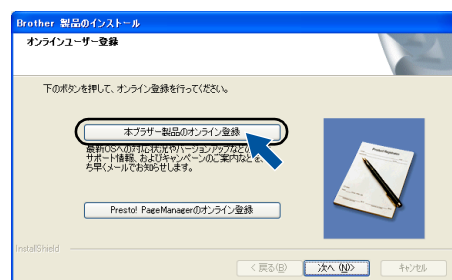 Brother 製品のインストール
オンラインユーザー登録
下のボタンを押して、オンライン登録を行ってください。
本ブラザー製品のオンライン登録
最新OSへの対応状況やバージョンアップなどの
サポート情報、およびキャンペーンのご案内などを、
ち早くメールでお知らせします。
Presto! PageManagerのオンライン登録
InstallShield
< 戻る(B)
次へ (N)>
キャンセル